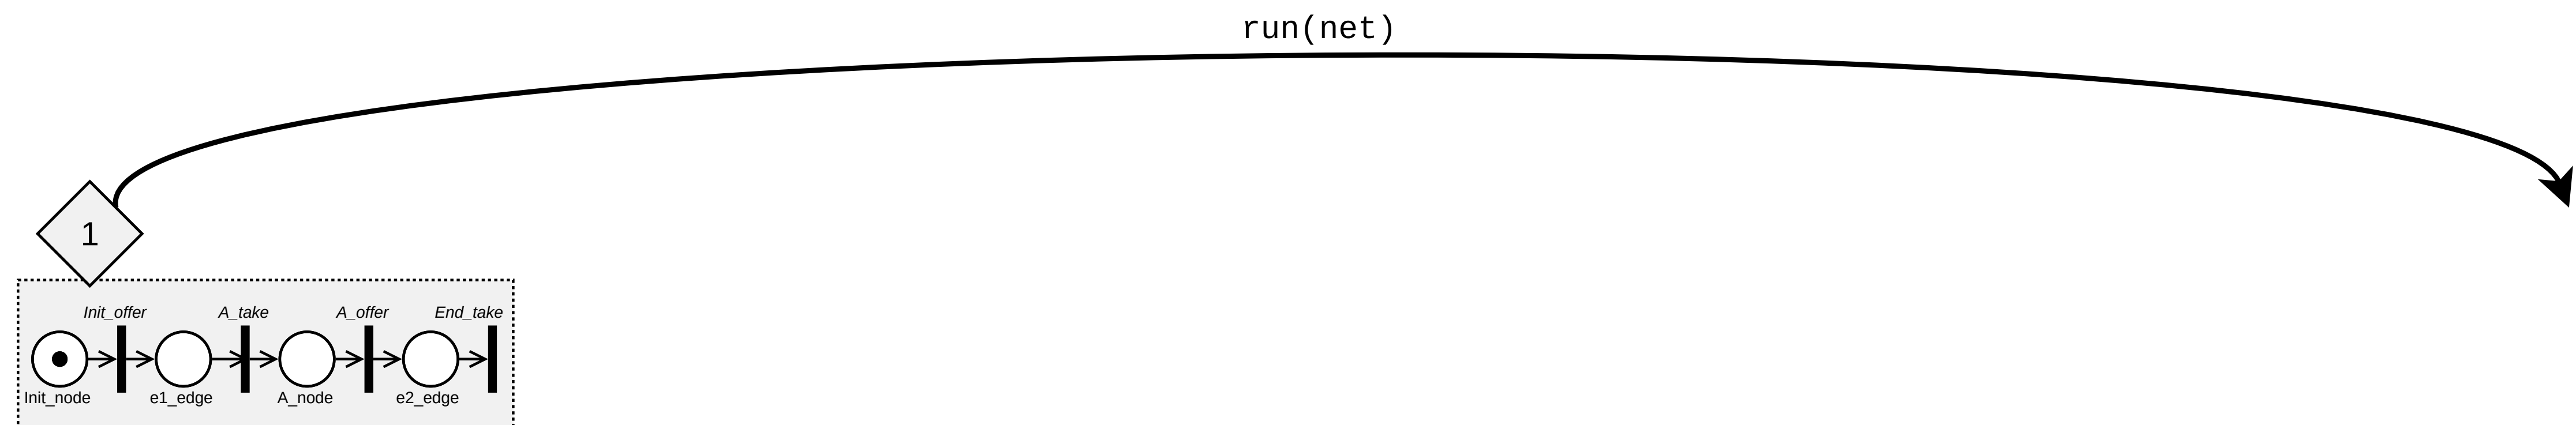 run(net)
1
Init_offer A_take A_offer End_take
Init_node e1_edge A_node e2_edge